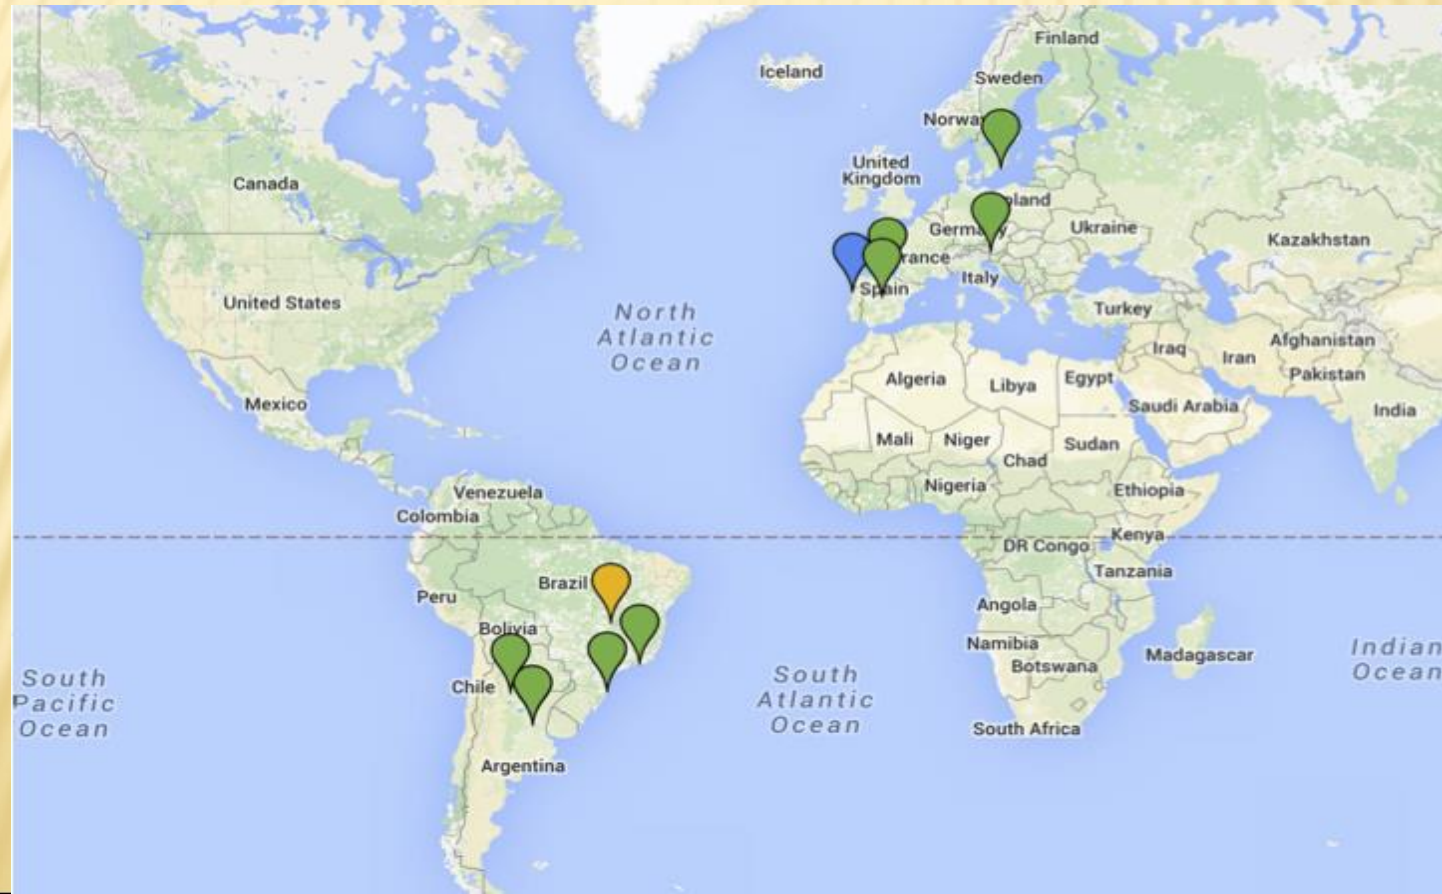 Finland
Iceland
Sweden
Norwa
United
Kingdom
Canada
oland
Germ y
Ukraine
Kazakhstan
rance
Italy
Spain
United States
Turkey
North
Atlantic
Ocean
Afghanistan
Iraq
Iran
Algeria
Libya
Egypt
Pakistan
Mexico
Saudi Arabia
India
Mali
Niger
Sudan
Chad
Venezuela
Nigeria
Ethiopia
Colombia
Kenya
DR Congo
Brazil
Tanzania
Peru
Angola
Bolivia
Namibia
Madagascar
Botswana
Indian
Ocean
South
Pacific
Ocean
Chile
South
Atlantic
Ocean
South Africa
Argentina